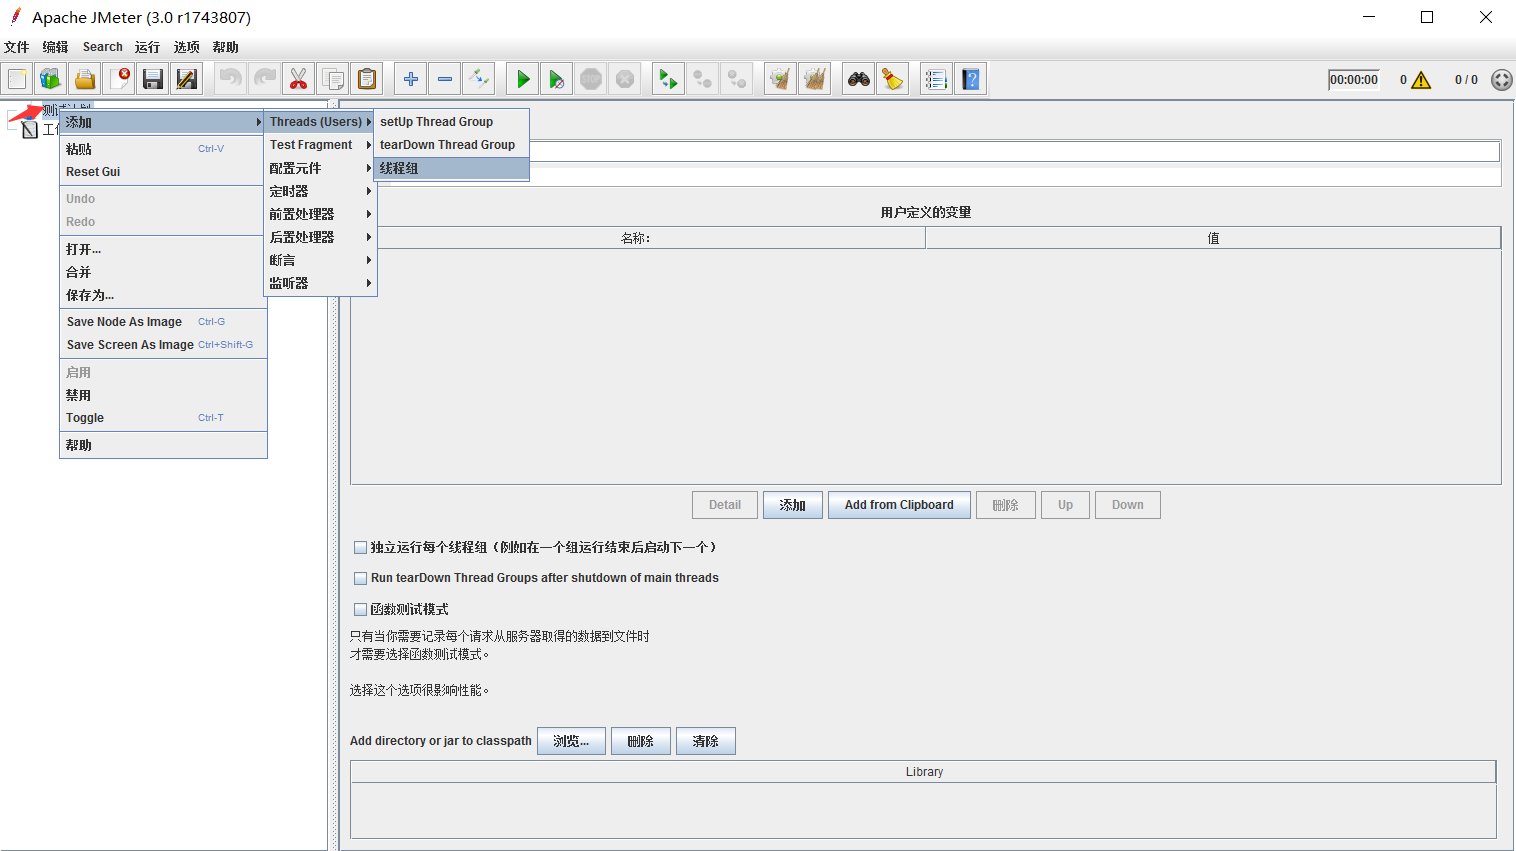 Apache JMeter (3.0 r1743807)
文件 编辑 Search 运行 选项 帮助
00:00:00 0 0 / 0
测试计划
添加 Threads (Users) setUp Thread Group
粘贴 Ctrl-V Test Fragment tearDown Thread Group
Reset Gui 配置元件 线程组
Undo 定时器
Redo 前置处理器 用户定义的变量
打开... 后置处理器 名称: 值
合并 断言
保存为... 监听器
Save Node As Image Ctrl-G
Save Screen As Image Ctrl+Shift-G
启用
禁用
Toggle Ctrl-T
帮助
Detail 添加 Add from Clipboard 删除 Up Down
独立运行每个线程组（例如在一个组运行结束后启动下一个）
Run tearDown Thread Groups after shutdown of main threads
函数测试模式
只有当你需要记录每个请求从服务器取得的数据到文件时
才需要选择函数测试模式。
选择这个选项很影响性能。
Add directory or jar to classpath 浏览... 删除 清除
Library